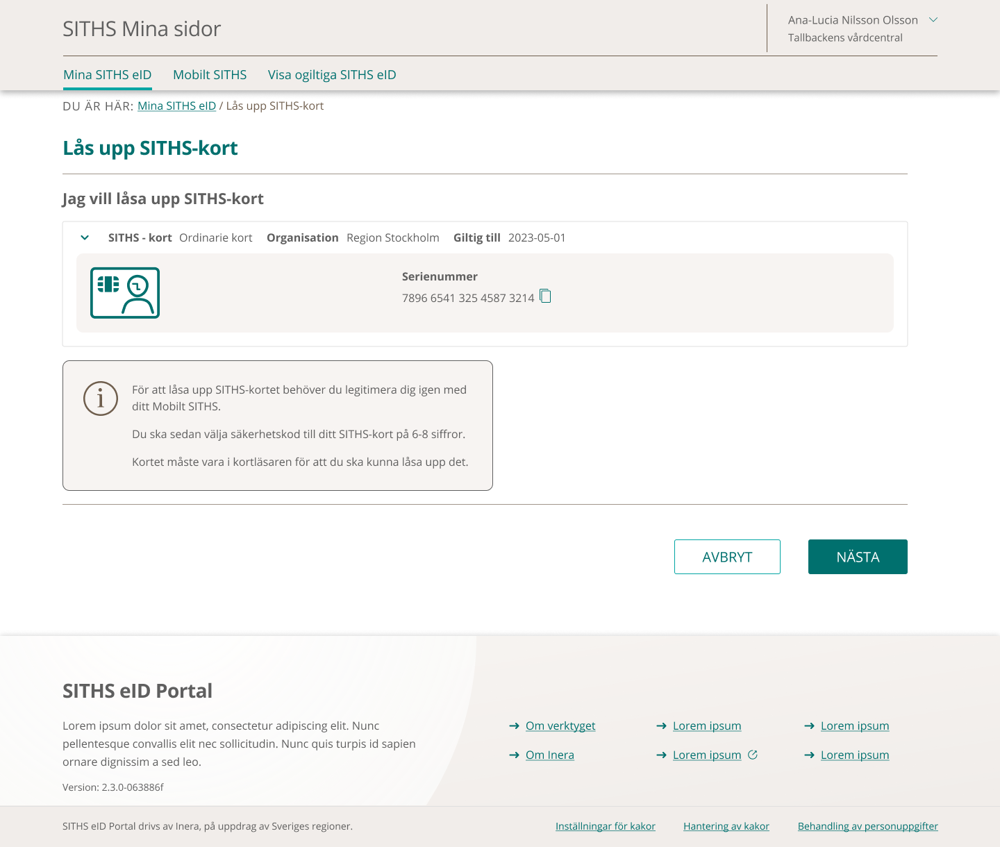 SITHS Mina sidor
Ana-Lucia Nilsson Olsson
Tallbackens vårdcentral
Mina SITHS eID Mobilt SITHS Visa ogiltiga SITHS eID
DU ÄR HÄR: Mina SITHS eID / Lås upp SITHS-kort
Lås upp SITHS-kort
Jag vill låsa upp SITHS-kort
SITHS - kort Ordinarie kort Organisation Region Stockholm Giltig till 2023-05-01
Serienummer
7896 6541 325 4587 3214
För att låsa upp SITHS-kortet behöver du legitimera dig igen med
ditt Mobilt SITHS.
Du ska sedan välja säkerhetskod till ditt SITHS-kort på 6-8 siffror.
Kortet måste vara i kortläsaren för att du ska kunna låsa upp det.
AVBRYT NÄSTA
SITHS eID Portal
Lorem ipsum dolor sit amet, consectetur adipiscing elit. Nunc
pellentesque convallis elit nec sollicitudin. Nunc quis turpis id sapien
ornare dignissim a sed leo.
Version: 2.3.0-063886f
Om verktyget Lorem ipsum Lorem ipsum
Om Inera Lorem ipsum Lorem ipsum
SITHS eID Portal drivs av Inera, på uppdrag av Sveriges regioner.
Inställningar för kakor Hantering av kakor Behandling av personuppgifter